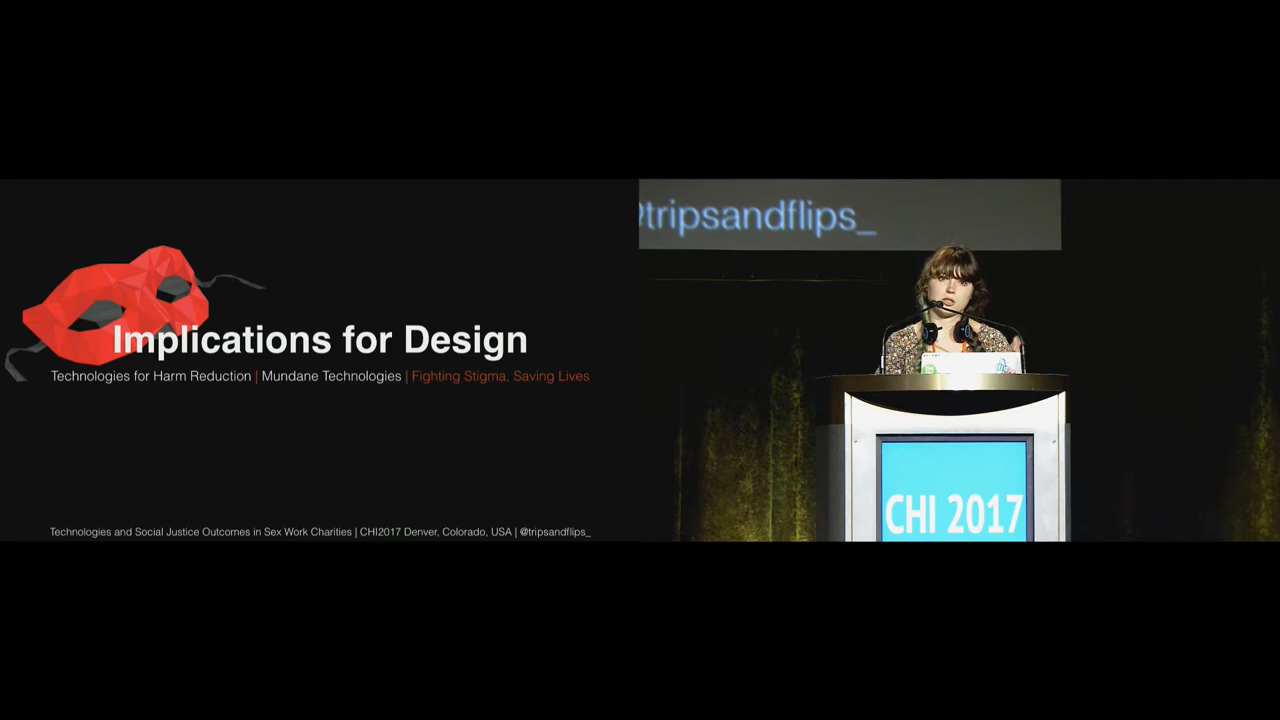 Implications for Design
Technologies for Harm Reduction | Mundane Technologies | Fighting Stigma, Saving Lives
Technologies and Social Justice Outcomes in Sex Work Charities | CHI2017 Denver, Colorado, USA | @tripsandflips_
@tripsandflips_
CHI 2017